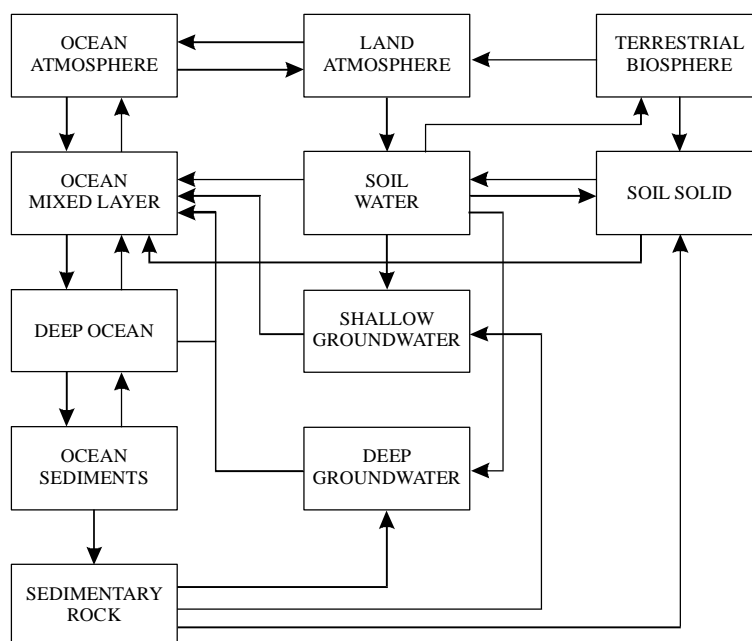 OCEAN
ATMOSPHERE
LAND
ATMOSPHERE
TERRESTRIAL
BIOSPHERE
OCEAN
MIXED LAYER
SOIL
WATER
SOIL SOLID
DEEP OCEAN
SHALLOW
GROUNDWATER
OCEAN
SEDIMENTS
DEEP
GROUNDWATER
SEDIMENTARY
ROCK